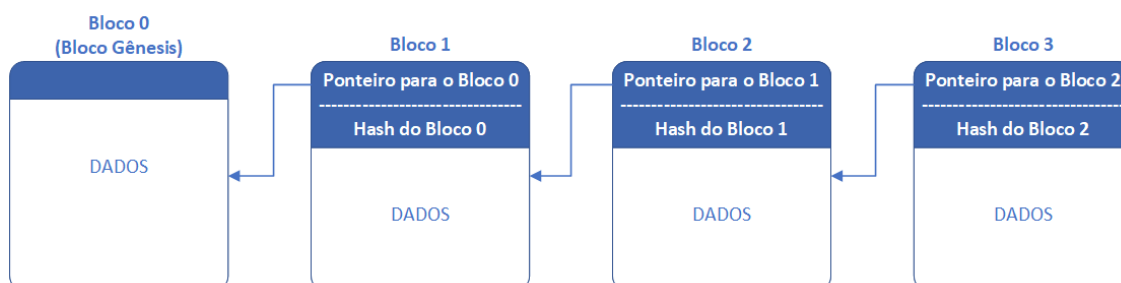 Bloco 0
(Bloco Gênesis)
DADOS
Bloco 1
Ponteiro para o Bloco 0
--------------------------------
Hash do Bloco 0
DADOS
Bloco 2
Ponteiro para o Bloco 1
--------------------------------
Hash do Bloco 1
DADOS
Bloco 3
Ponteiro para o Bloco 2
--------------------------------
Hash do Bloco 2
DADOS